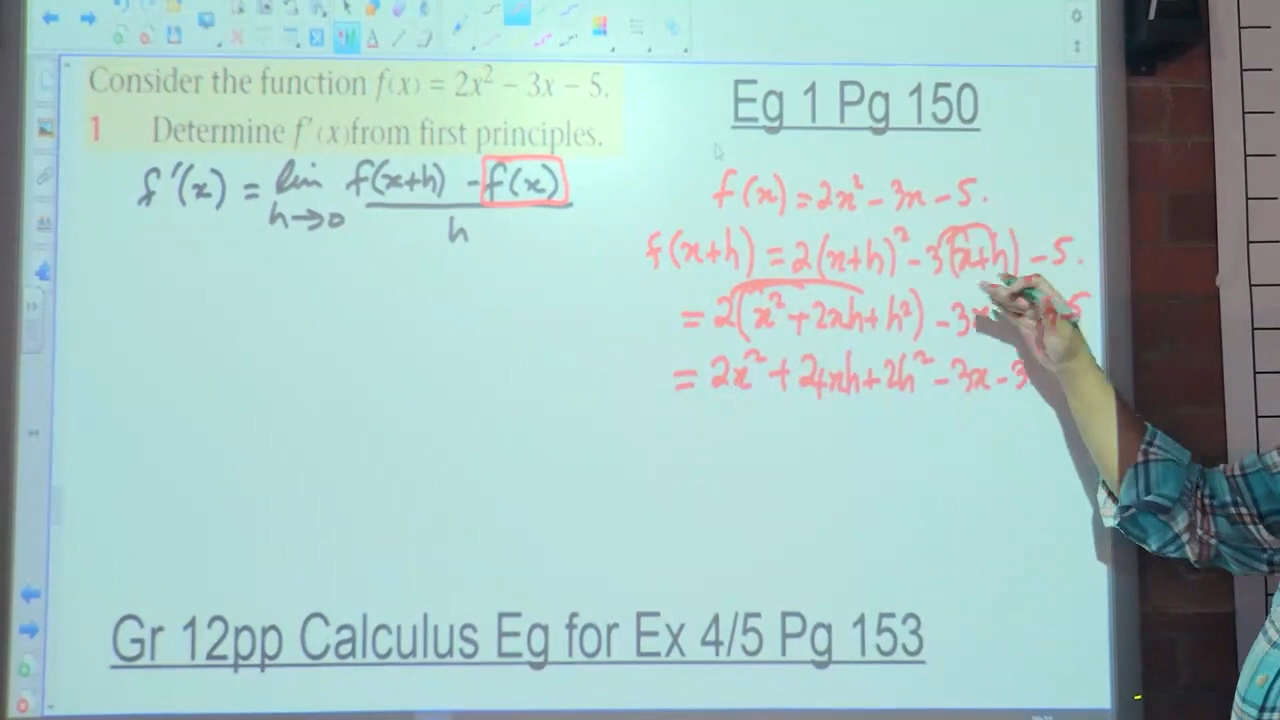 Consider the function f(x) = 2x² − 3x − 5.
1 Determine f′(x)from first principles.
f′(x) = lim h→0 f(x+h) − f(x) / h
Eg 1 Pg 150
f(x) = 2x² − 3x − 5.
f(x+h) = 2(x+h)² − 3(x+h) − 5.
= 2(x² + 2xh + h²) − 3x 5
= 2x² + 4xh + 2h² − 3x − 3
Gr 12pp Calculus Eg for Ex 4/5 Pg 153